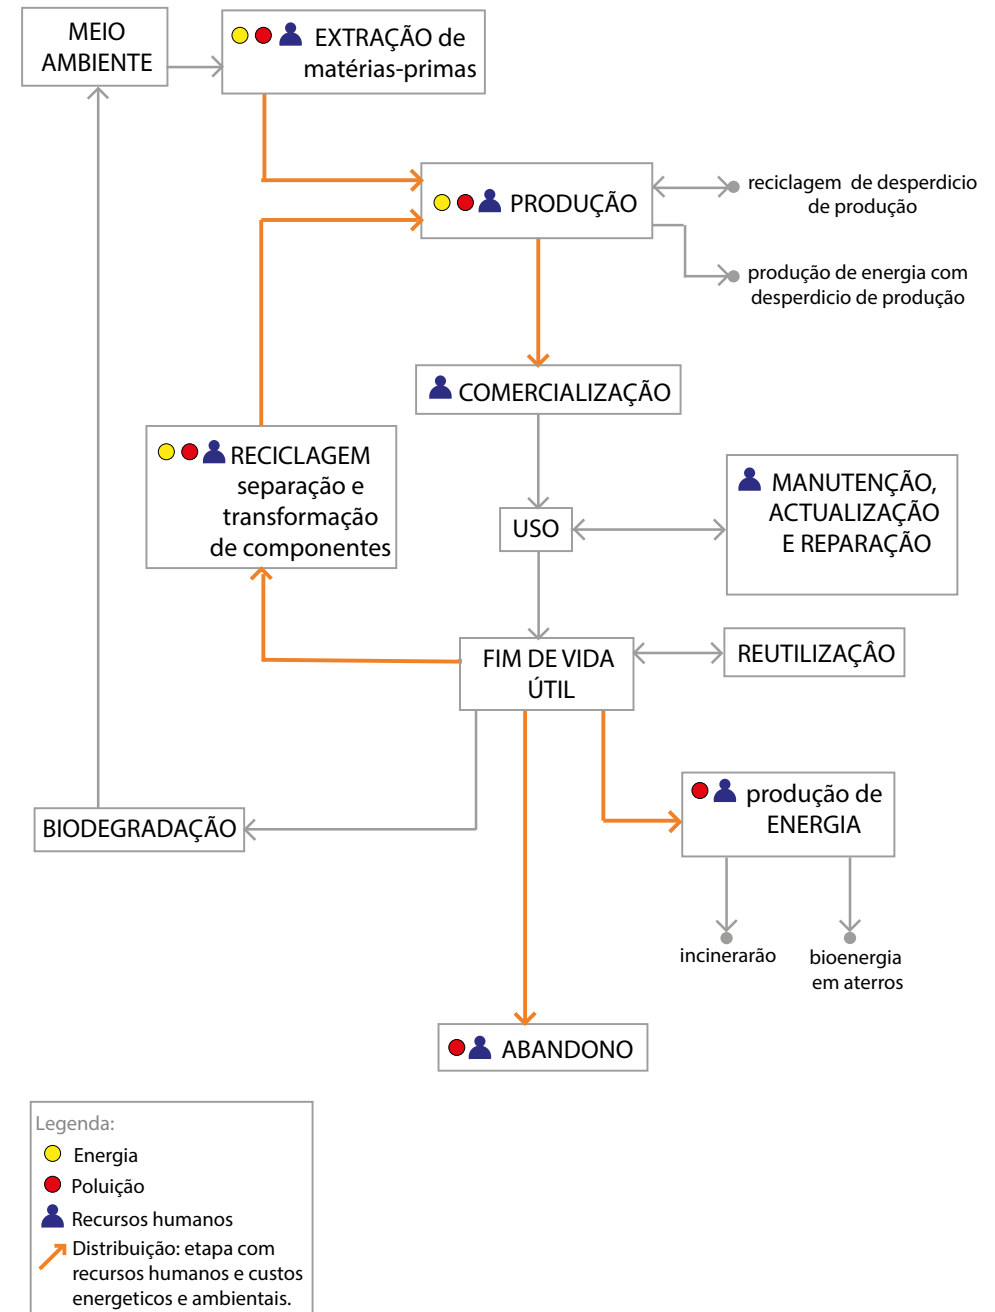 MEIO
AMBIENTE
EXTRAÇÃO de
matérias-primas
PRODUÇÃO
reciclagem de desperdicio
de produção
produção de energia com
desperdicio de produção
COMERCIALIZAÇÃO
RECICLAGEM
separação e
transformação
de componentes
MANUTENÇÃO,
ACTUALIZAÇÃO
E REPARAÇÃO
USO
FIM DE VIDA
ÚTIL
REUTILIZAÇÂO
BIODEGRADAÇÃO
produção de
ENERGIA
incinerarão
bioenergia
em aterros
ABANDONO
Legenda:
Energia
Poluição
Recursos humanos
Distribuição: etapa com
recursos humanos e custos
energeticos e ambientais.